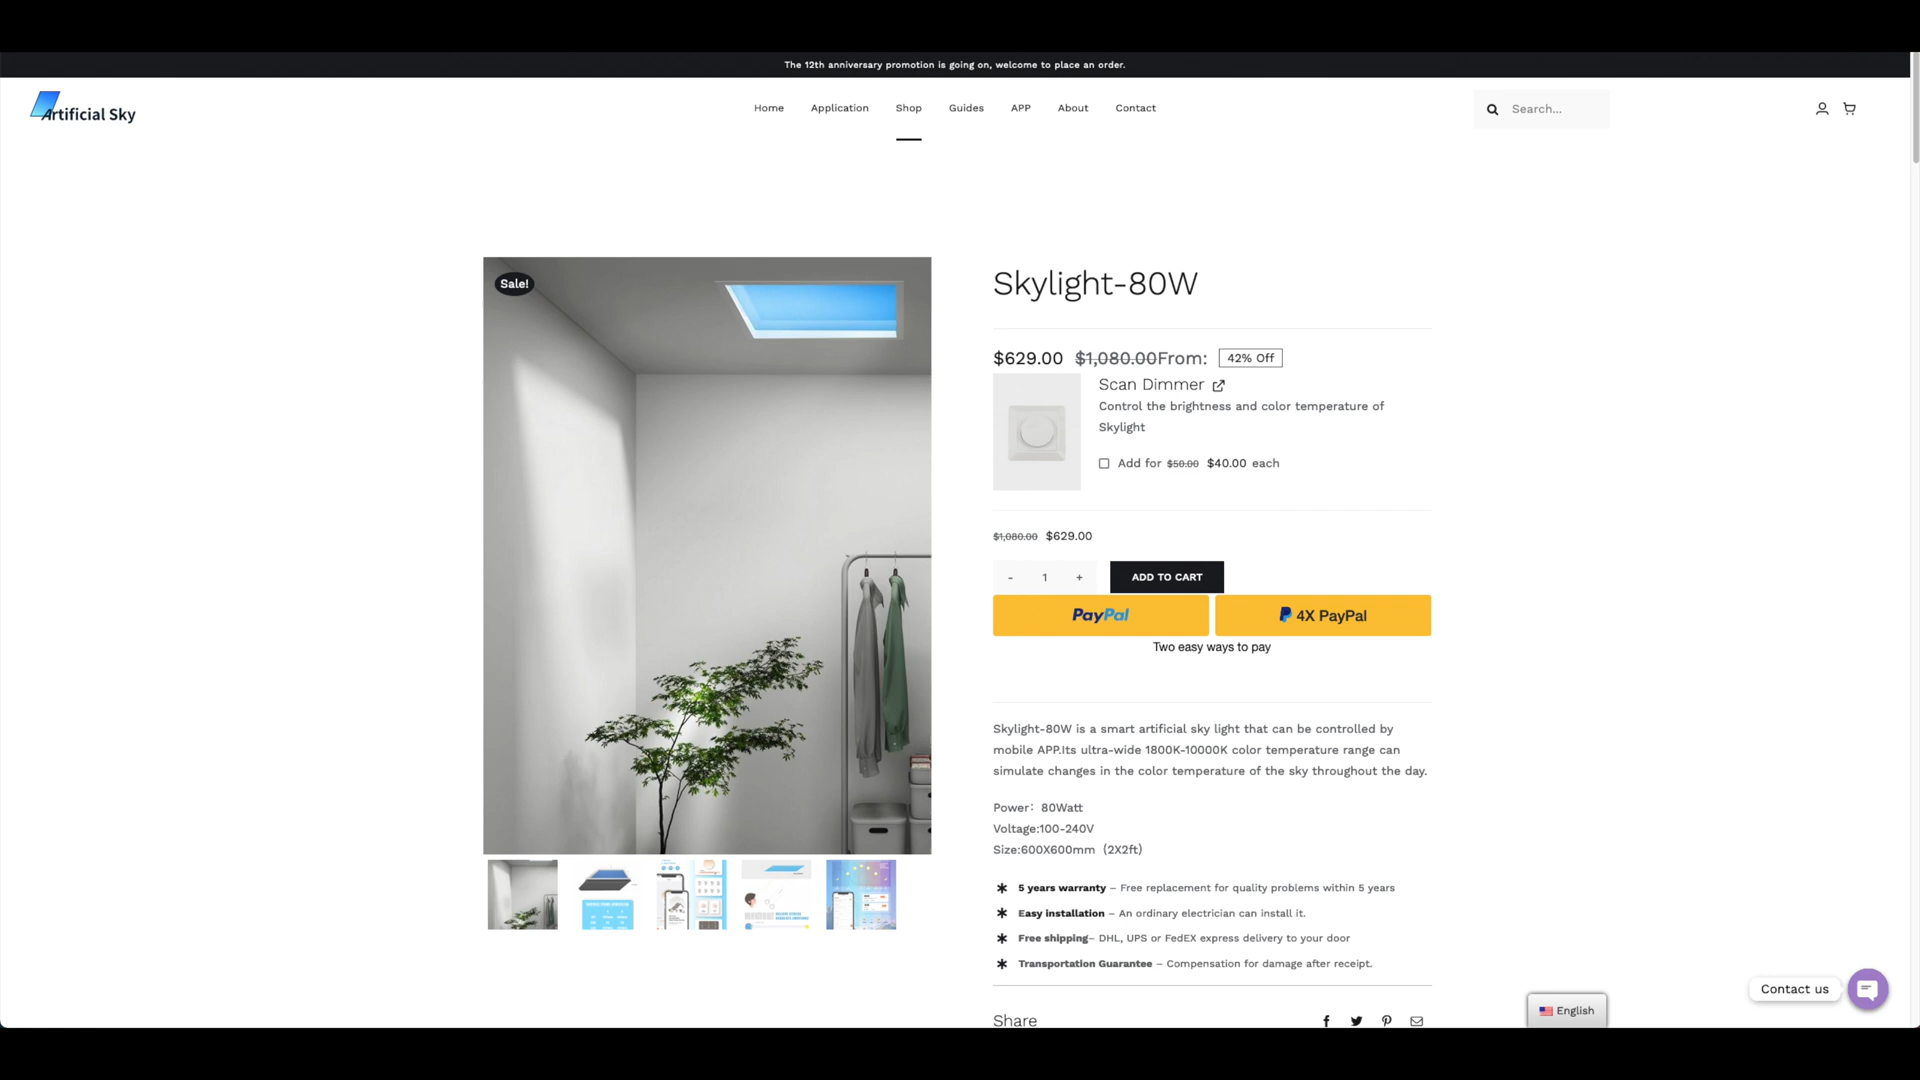 The 12th anniversary promotion is going on, welcome to place an order.
Artificial Sky
Home Application Shop Guides APP About Contact
Search...
Sale!
Skylight-80W
$629.00 $1,080.00From: 42% Off
Scan Dimmer
Control the brightness and color temperature of
Skylight
Add for $50.00 $40.00 each
$1,080.00 $629.00
- 1 + ADD TO CART
PayPal 4X PayPal
Two easy ways to pay
Skylight-80W is a smart artificial sky light that can be controlled by
mobile APP.Its ultra-wide 1800K-10000K color temperature range can
simulate changes in the color temperature of the sky throughout the day.
Power： 80Watt
Voltage:100-240V
Size:600X600mm（2X2ft）
5 years warranty – Free replacement for quality problems within 5 years
Easy installation – An ordinary electrician can install it.
Free shipping– DHL, UPS or FedEX express delivery to your door
Transportation Guarantee – Compensation for damage after receipt.
Share
Contact us
English